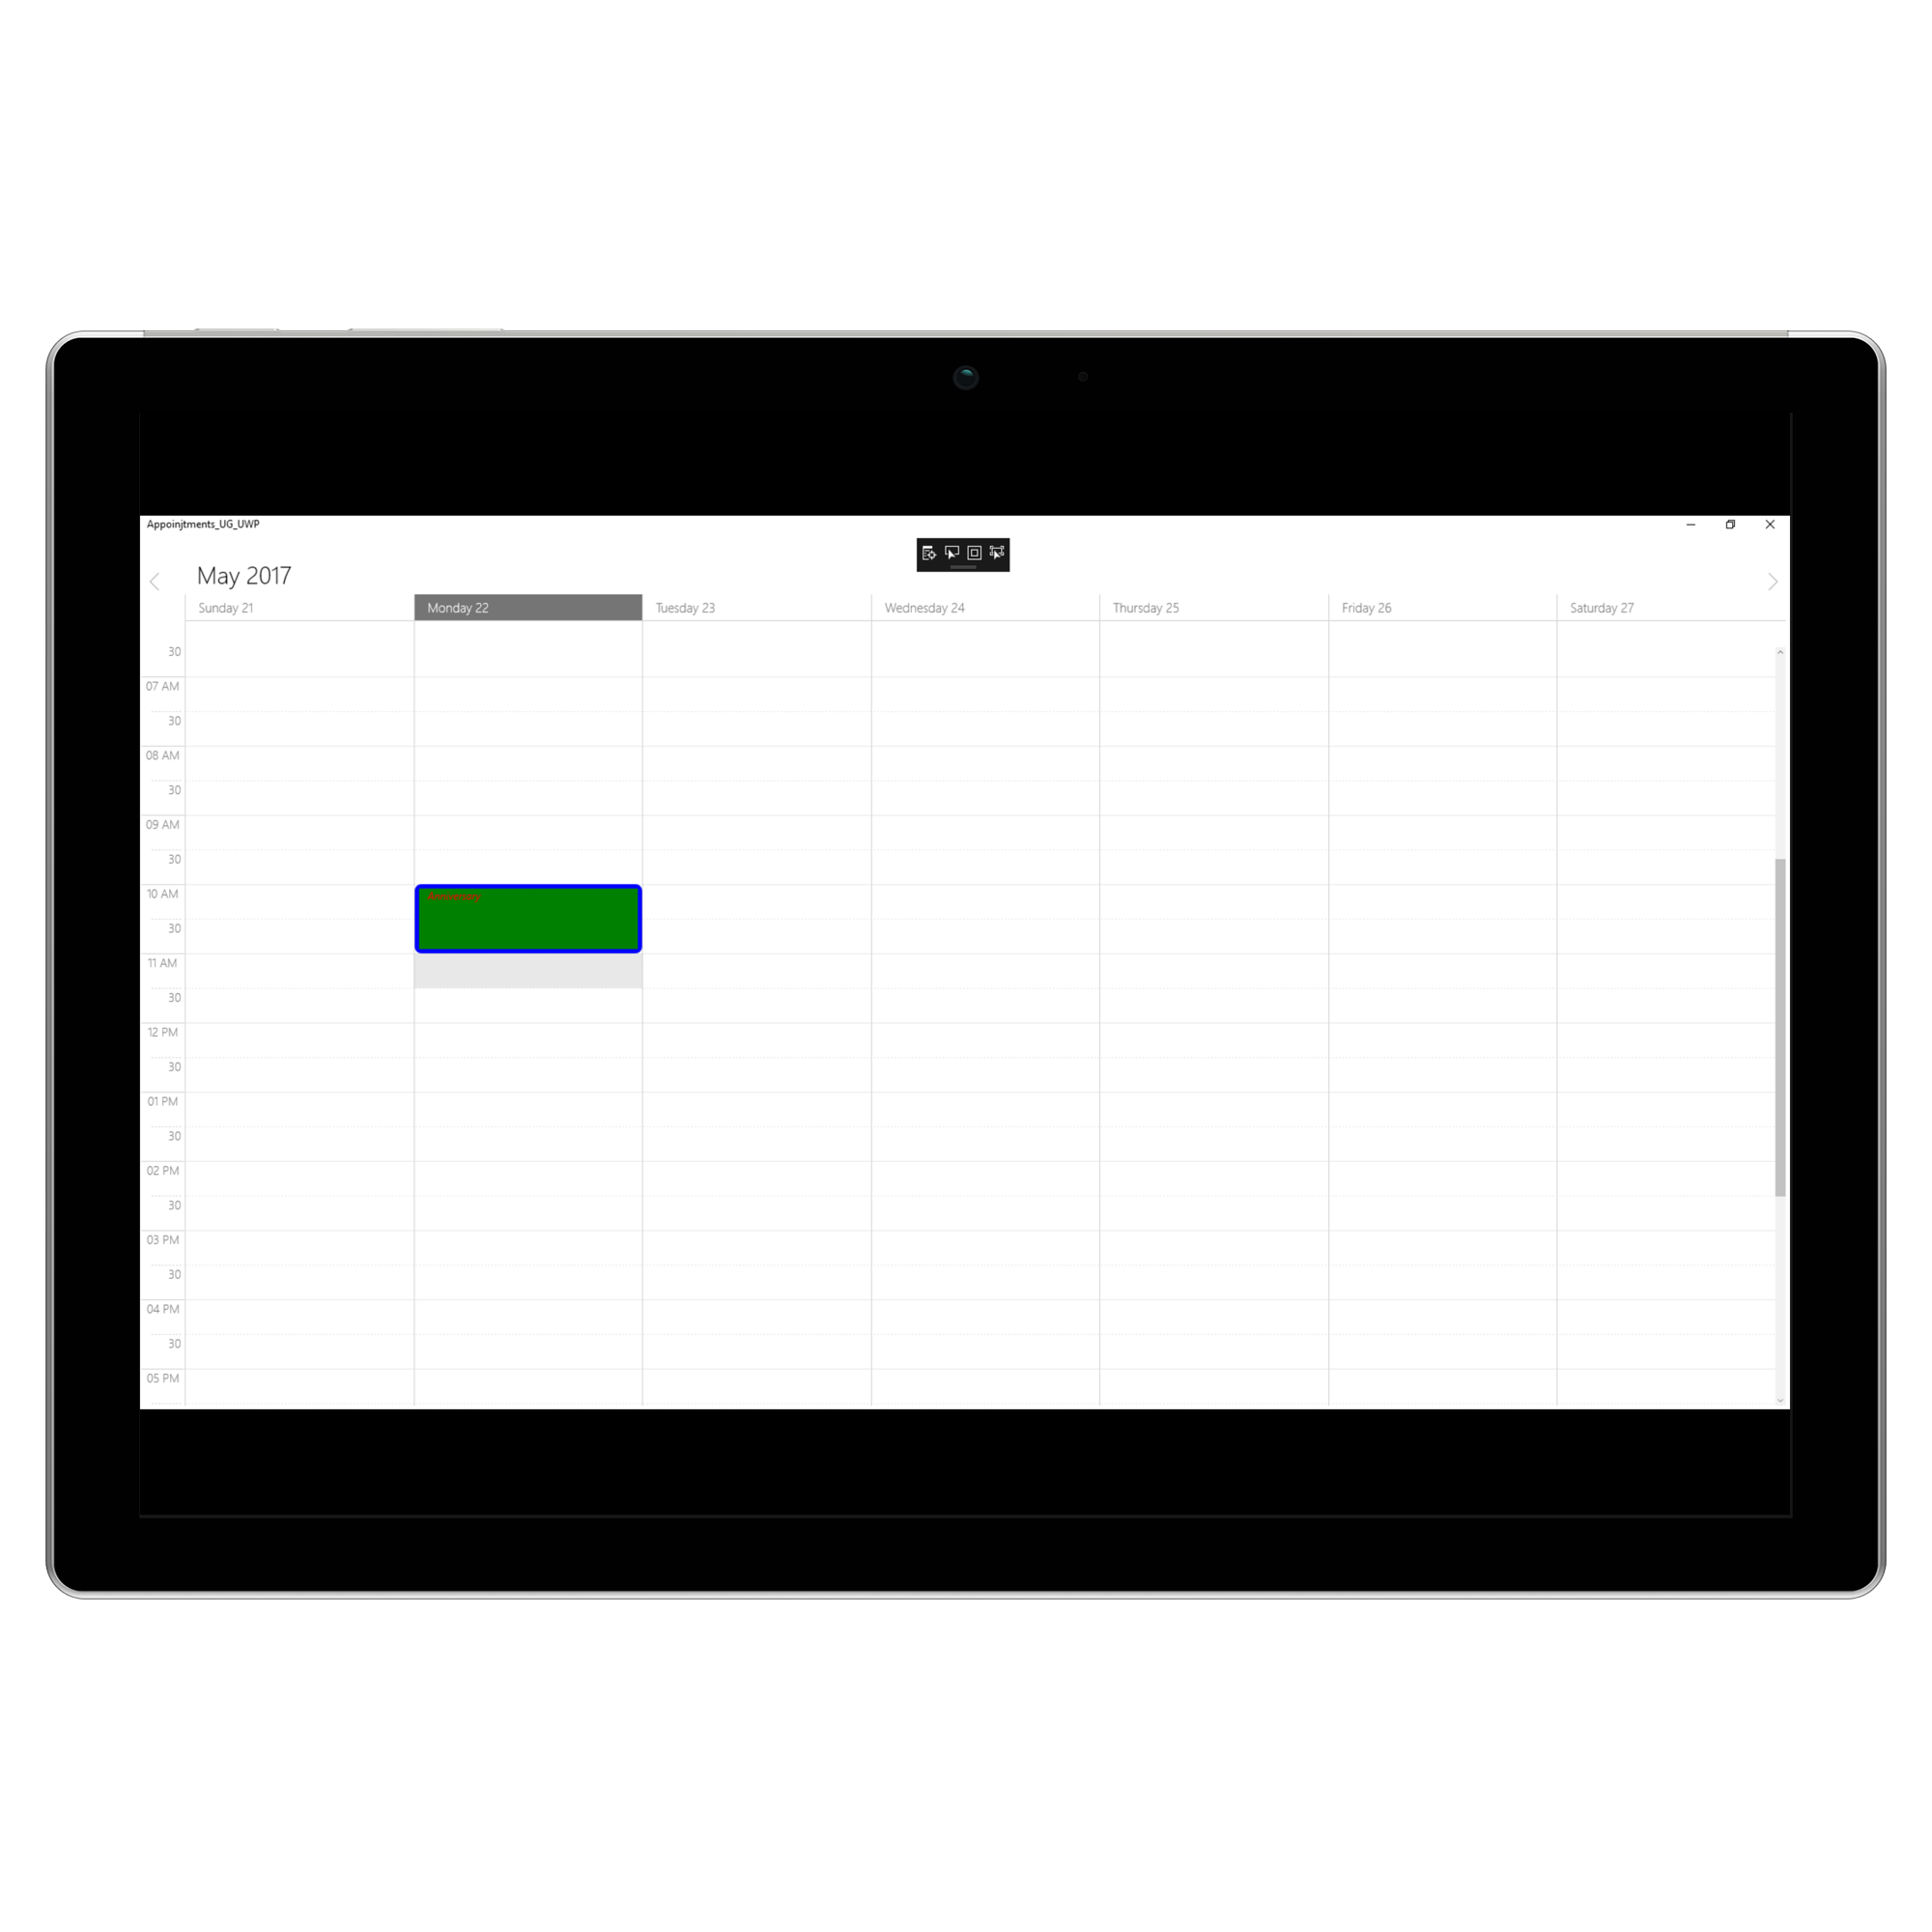 Appoinjtments_UG_UWP
May 2017
Sunday 21 Monday 22 Tuesday 23 Wednesday 24 Thursday 25 Friday 26 Saturday 27
30
07 AM
30
08 AM
30
09 AM
30
10 AM
30
11 AM
30
12 PM
30
01 PM
30
02 PM
30
03 PM
30
04 PM
30
05 PM